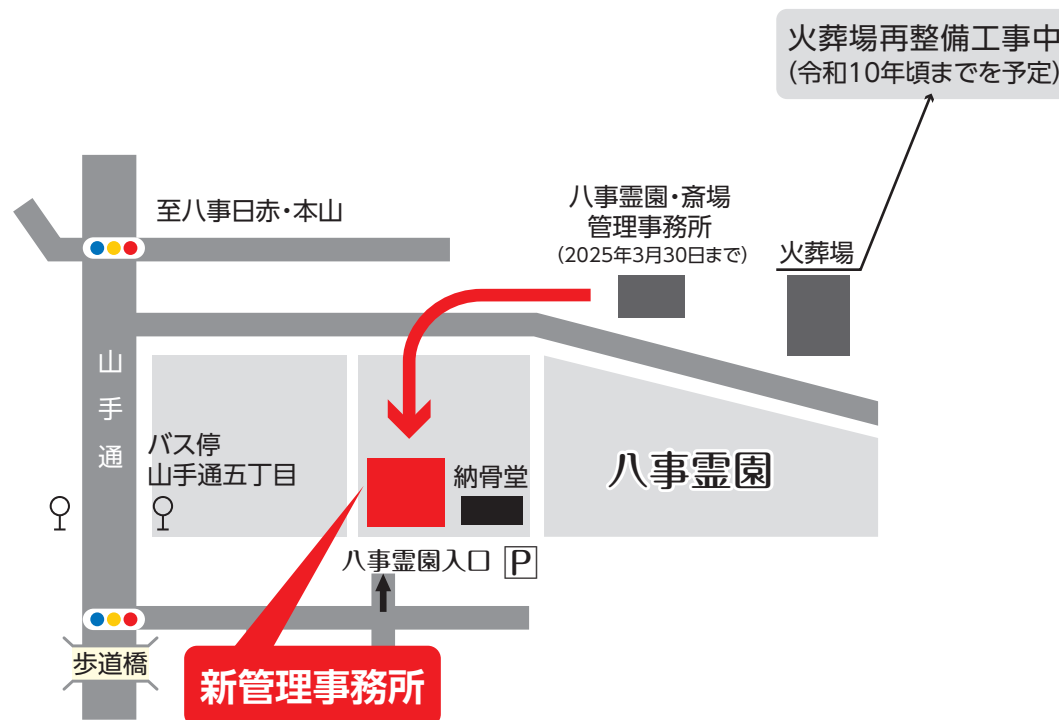 火葬場再整備工事中
(令和10年頃までを予定)
至八事日赤・本山
八事霊園・斎場
管理事務所
(2025年3月30日まで)
火葬場
山手通
バス停
山手通五丁目
納骨堂
八事霊園
八事霊園入口 P
歩道橋
新管理事務所